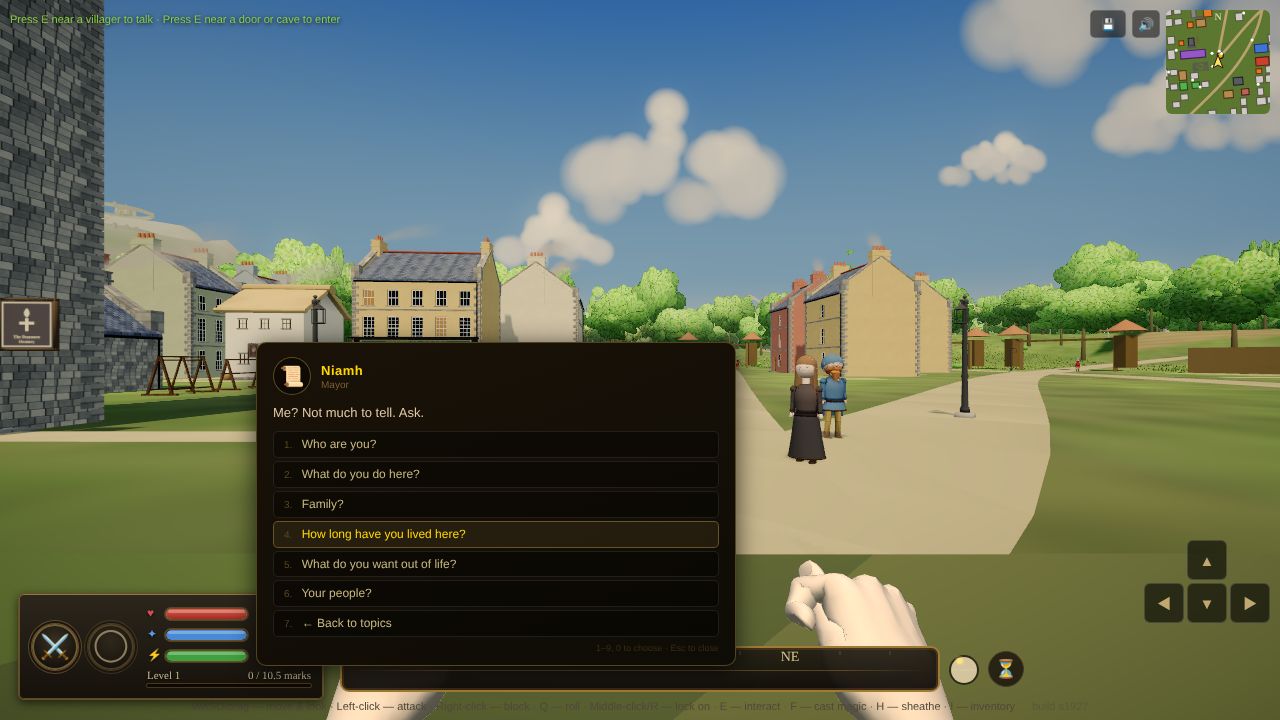 Press E near a villager to talk · Press E near a door or cave to enter
N
Niamh
Mayor
Me? Not much to tell. Ask.
1. Who are you?
2. What do you do here?
3. Family?
4. How long have you lived here?
5. What do you want out of life?
6. Your people?
7. ← Back to topics
1–9, 0 to choose · Esc to close
Level 1
0 / 10.5 marks
NE
Left-click — attack · Right-click — block · Q — roll · Middle-click/R — lock on · E — interact · F — cast magic · H — sheathe · I — inventory
build s1927